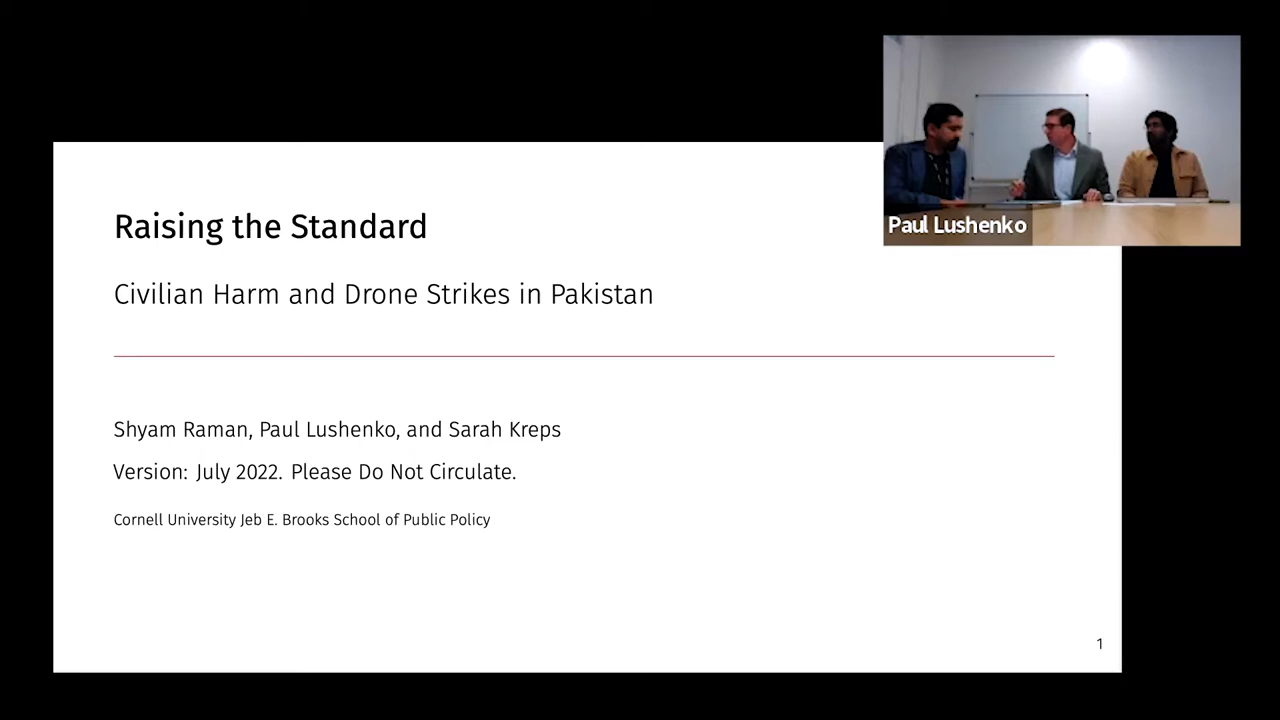 Paul Lushenko
Raising the Standard
Civilian Harm and Drone Strikes in Pakistan
Shyam Raman, Paul Lushenko, and Sarah Kreps
Version: July 2022. Please Do Not Circulate.
Cornell University Jeb E. Brooks School of Public Policy
1